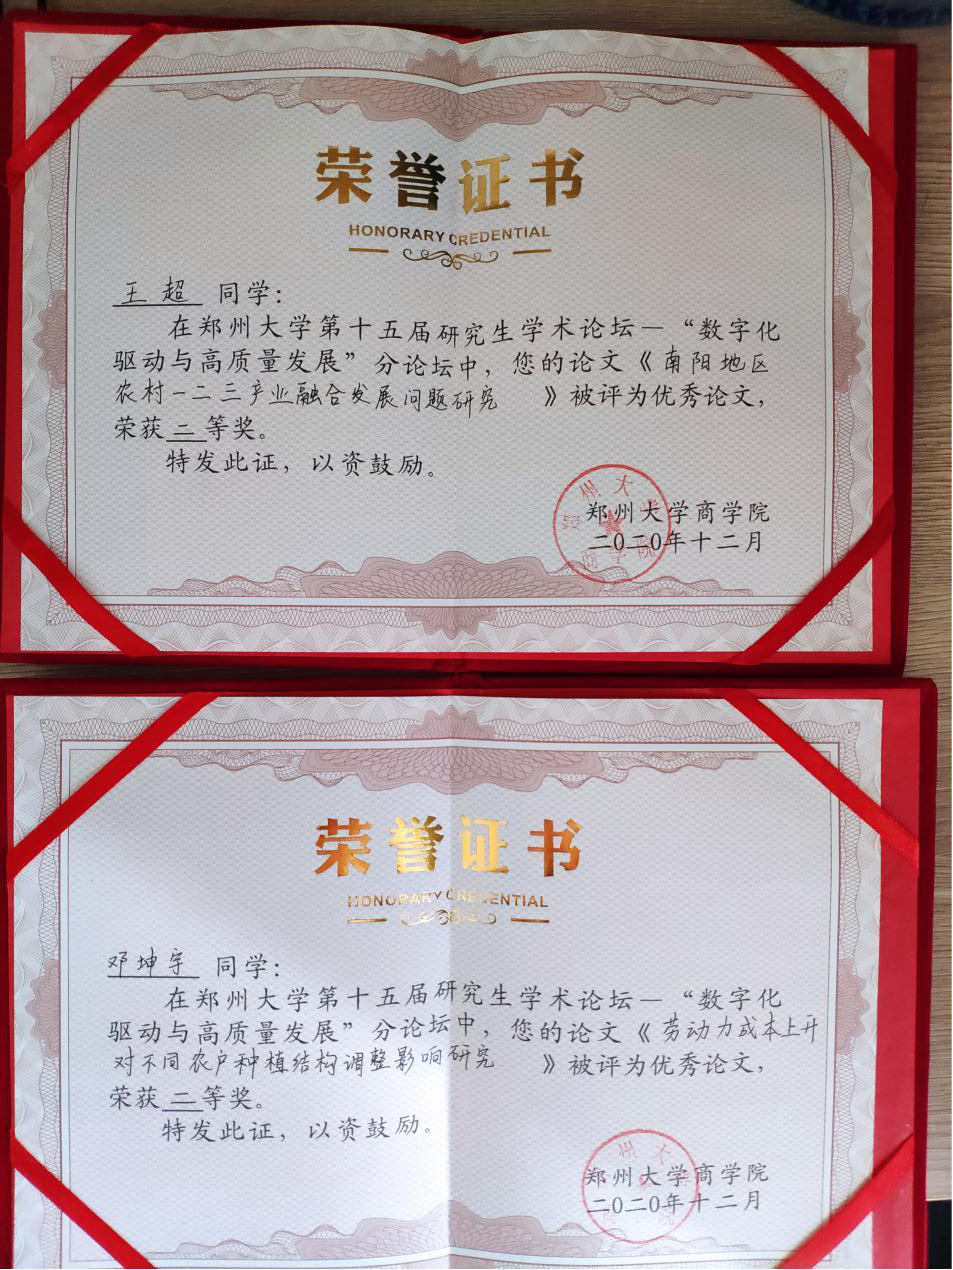 荣誉证书
HONORARY CREDENTIAL
王超 同学：
在郑州大学第十五届研究生学术论坛—“数字化
驱动与高质量发展”分论坛中，您的论文《南阳地区
农村一二三产业融合发展问题研究 》被评为优秀论文，
荣获二等奖。
特发此证，以资鼓励。
郑州大学商学院
二〇二〇年十二月
荣誉证书
HONORARY CREDENTIAL
邓坤宇 同学：
在郑州大学第十五届研究生学术论坛—“数字化
驱动与高质量发展”分论坛中，您的论文《劳动力成本上升
对不同农户种植结构调整影响研究 》被评为优秀论文，
荣获二等奖。
特发此证，以资鼓励。
郑州大学商学院
二〇二〇年十二月